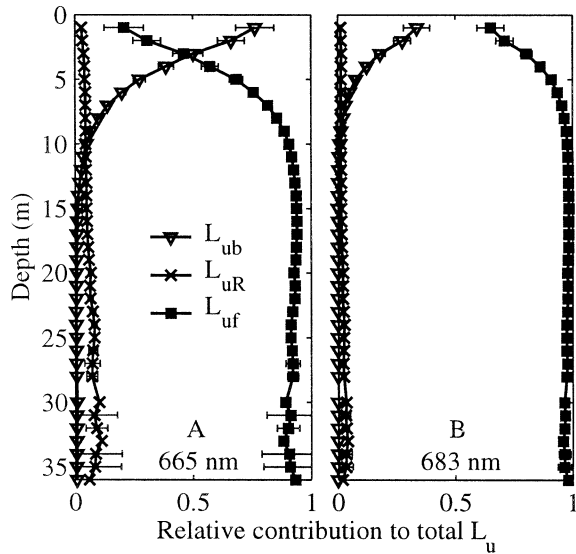 0
5
10
15
20
25
30
35
Depth (m)
L_ub
L_uR
L_uf
A
665 nm
B
683 nm
0 0.5 1 0 0.5 1
Relative contribution to total L_u